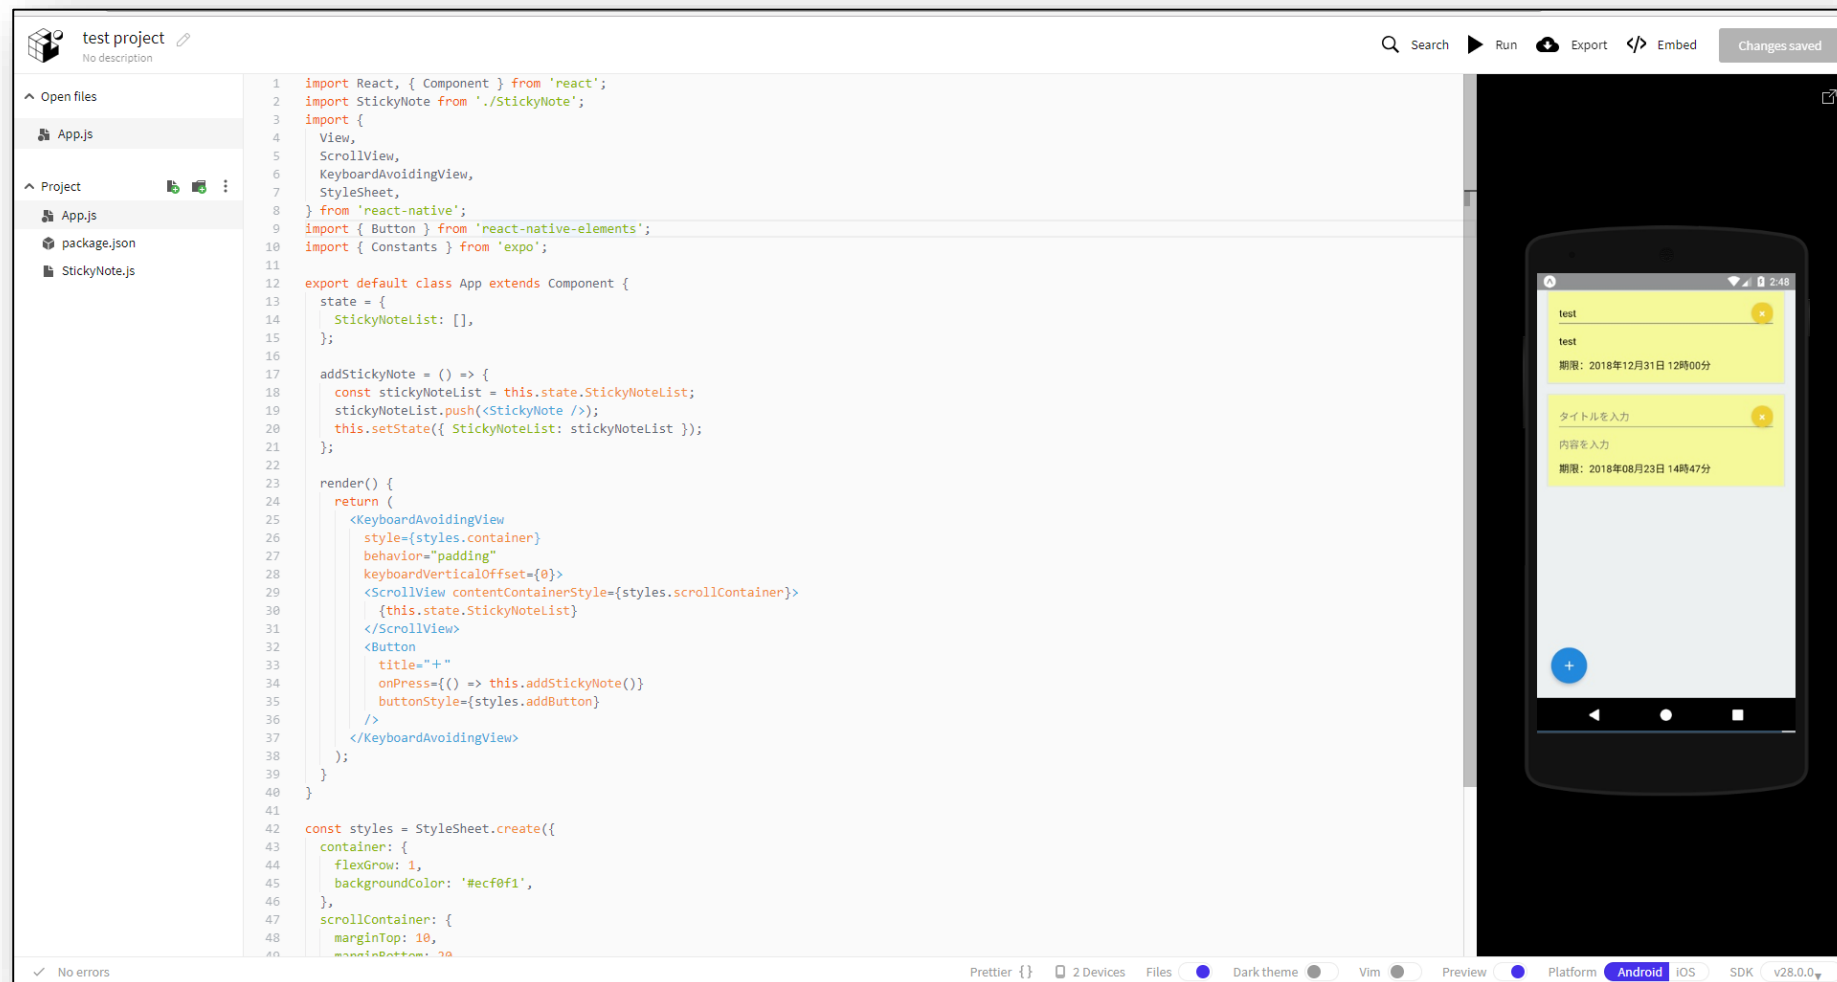 test project
No description
Search
Run
Export
Embed
Changes saved
Open files
App.js
Project
App.js
package.json
StickyNote.js
1 import React, { Component } from 'react';
2 import StickyNote from './StickyNote';
3 import {
4 View,
5 ScrollView,
6 KeyboardAvoidingView,
7 StyleSheet,
8 } from 'react-native';
9 import { Button } from 'react-native-elements';
10 import { Constants } from 'expo';
11
12 export default class App extends Component {
13 state = {
14 StickyNoteList: [],
15 };
16
17 addStickyNote = () => {
18 const stickyNoteList = this.state.StickyNoteList;
19 stickyNoteList.push(<StickyNote />);
20 this.setState({ StickyNoteList: stickyNoteList });
21 };
22
23 render() {
24 return (
25 <KeyboardAvoidingView
26 style={styles.container}
27 behavior="padding"
28 keyboardVerticalOffset={0}>
29 <ScrollView contentContainerStyle={styles.scrollContainer}>
30 {this.state.StickyNoteList}
31 </ScrollView>
32 <Button
33 title="＋"
34 onPress={() => this.addStickyNote()}
35 buttonStyle={styles.addButton}
36 />
37 </KeyboardAvoidingView>
38 );
39 }
40 }
41
42 const styles = StyleSheet.create({
43 container: {
44 flexGrow: 1,
45 backgroundColor: '#ecf0f1',
46 },
47 scrollContainer: {
48 marginTop: 10,
49 marginBottom: 20
2:48
test
×
test
期限：2018年12月31日 12時00分
タイトルを入力
×
内容を入力
期限：2018年08月23日 14時47分
+
No errors
Prettier {}
2 Devices
Files
Dark theme
Vim
Preview
Platform
Android
iOS
SDK
v28.0.0